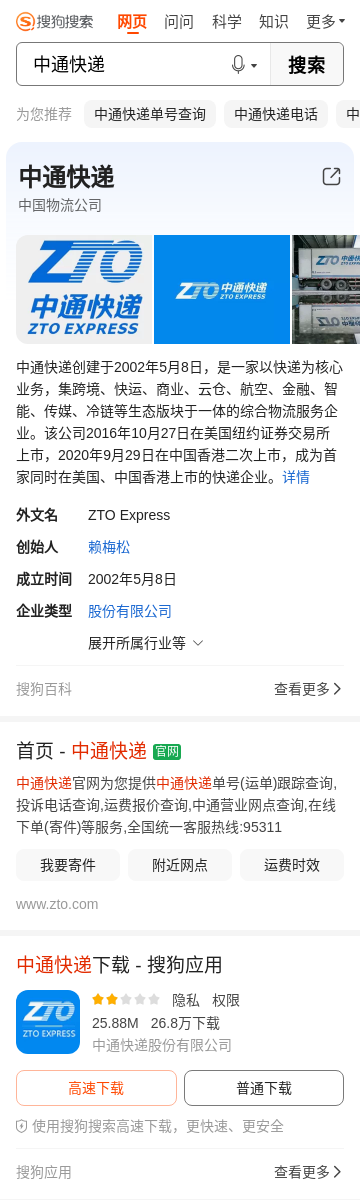 搜狗搜索 网页 问问 科学 知识 更多
中通快递 搜索
为您推荐 中通快递单号查询 中通快递电话 中
中通快递
中国物流公司
ZTO
中通快递
ZTO EXPRESS
ZTO 中通快递
ZTO EXPRESS
ZTO 中通快递
中通快递创建于2002年5月8日，是一家以快递为核心
业务，集跨境、快运、商业、云仓、航空、金融、智
能、传媒、冷链等生态版块于一体的综合物流服务企
业。该公司2016年10月27日在美国纽约证券交易所
上市，2020年9月29日在中国香港二次上市，成为首
家同时在美国、中国香港上市的快递企业。详情
外文名 ZTO Express
创始人 赖梅松
成立时间 2002年5月8日
企业类型 股份有限公司
展开所属行业等
搜狗百科 查看更多
首页 - 中通快递 官网
中通快递官网为您提供中通快递单号(运单)跟踪查询,
投诉电话查询,运费报价查询,中通营业网点查询,在线
下单(寄件)等服务,全国统一客服热线:95311
我要寄件 附近网点 运费时效
www.zto.com
中通快递下载 - 搜狗应用
ZTO
中通快递
ZTO EXPRESS
隐私 权限
25.88M 26.8万下载
中通快递股份有限公司
高速下载 普通下载
使用搜狗搜索高速下载，更快速、更安全
搜狗应用 查看更多